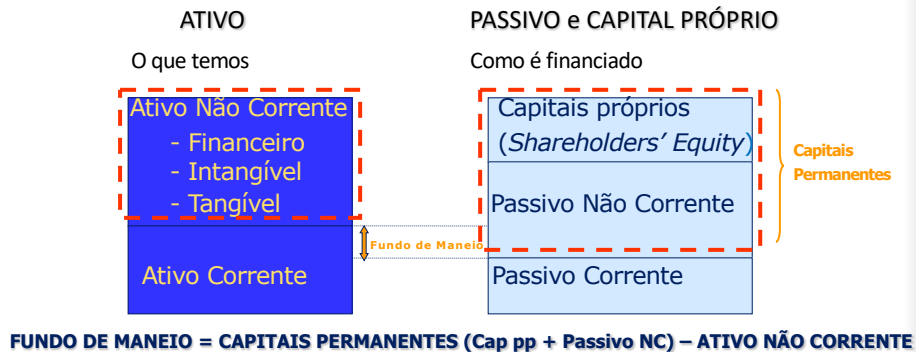 ATIVO
O que temos
Ativo Não Corrente
- Financeiro
- Intangível
- Tangível
Ativo Corrente
Fundo de Maneio
PASSIVO e CAPITAL PRÓPRIO
Como é financiado
Capitais próprios
(Shareholders' Equity)
Passivo Não Corrente
Passivo Corrente
Capitais
Permanentes
FUNDO DE MANEIO = CAPITAIS PERMANENTES (Cap pp + Passivo NC) – ATIVO NÃO CORRENTE